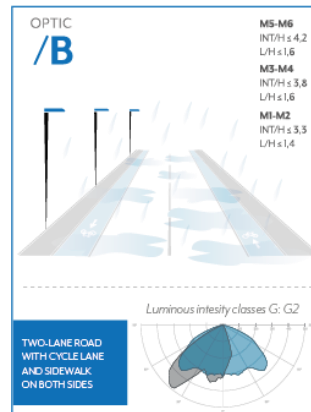 OPTIC
/B
M5-M6
INT/H ≤ 4,2
L/H ≤ 1,6
M3-M4
INT/H ≤ 3,8
L/H ≤ 1,6
M1-M2
INT/H ≤ 3,3
L/H ≤ 1,4
Luminous intesity classes G: G2
TWO-LANE ROAD
WITH CYCLE LANE
AND SIDEWALK
ON BOTH SIDES